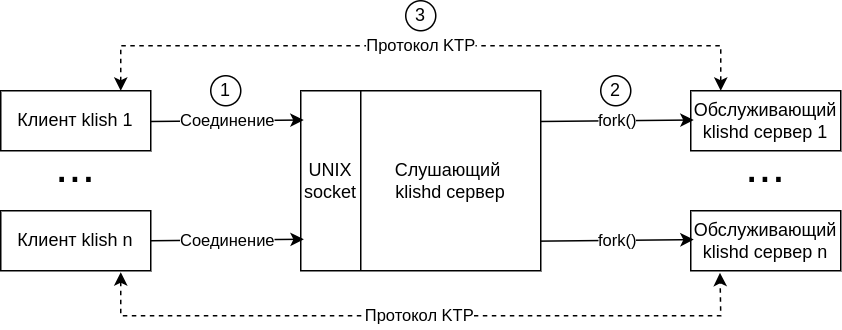 3
Протокол KTP
1
2
Клиент klish 1
Соединение
fork()
Обслуживающий
klishd сервер 1
...
UNIX
socket
Слушающий
klishd сервер
...
Клиент klish n
Соединение
fork()
Обслуживающий
klishd сервер n
Протокол KTP